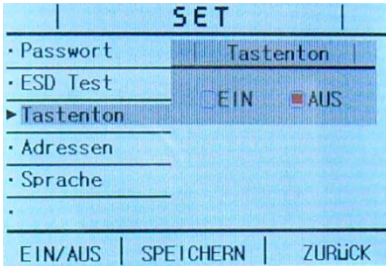 SET
Passwort
ESD Test
Tastenton
Adressen
Sprache
Tastenton
EIN AUS
EIN/AUS SPEICHERN ZURÜCK